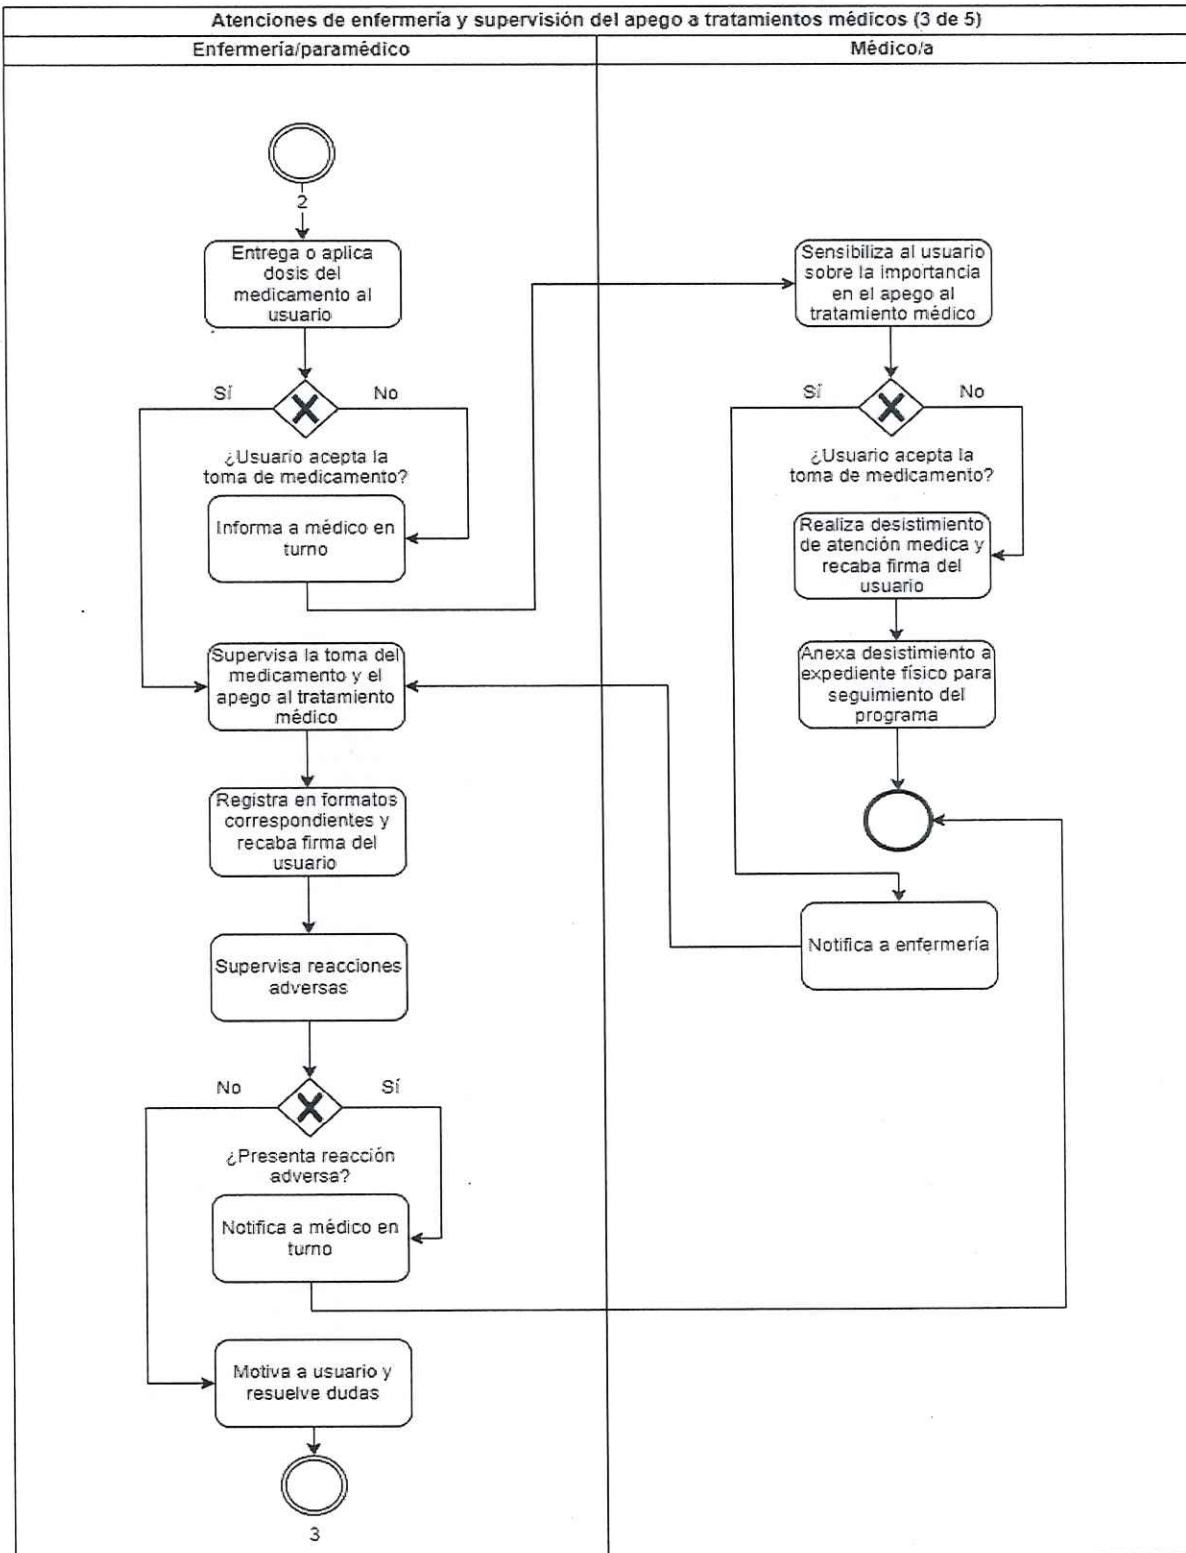 Atenciones de enfermería y supervisión del apego a tratamientos médicos (3 de 5)
Enfermería/paramédico
Médico/a
2
Entrega o aplica
dosis del
medicamento al
usuario
Sí
No
¿Usuario acepta la
toma de medicamento?
Informa a médico en
turno
Supervisa la toma del
medicamento y el
apego al tratamiento
médico
Registra en formatos
correspondientes y
recaba firma del
usuario
Supervisa reacciones
adversas
No
Sí
¿Presenta reacción
adversa?
Notifica a médico en
turno
Motiva a usuario y
resuelve dudas
3
Sensibiliza al usuario
sobre la importancia
en el apego al
tratamiento médico
Sí
No
¿Usuario acepta la
toma de medicamento?
Realiza desistimiento
de atención medica y
recaba firma del
usuario
Anexa desistimiento a
expediente físico para
seguimiento del
programa
Notifica a enfermería